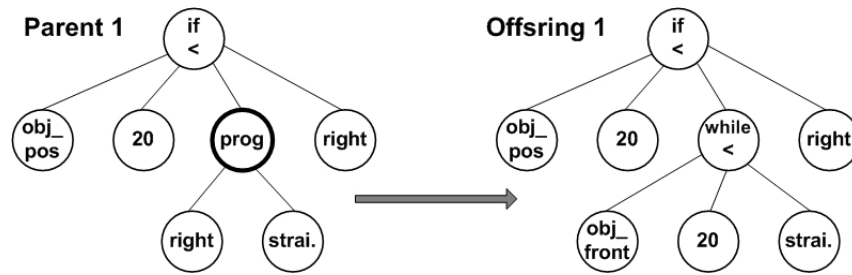 Parent 1
if
<
obj_
pos
20
prog
right
right
strai.
Offsring 1
if
<
obj_
pos
20
while
<
right
obj_
front
20
strai.